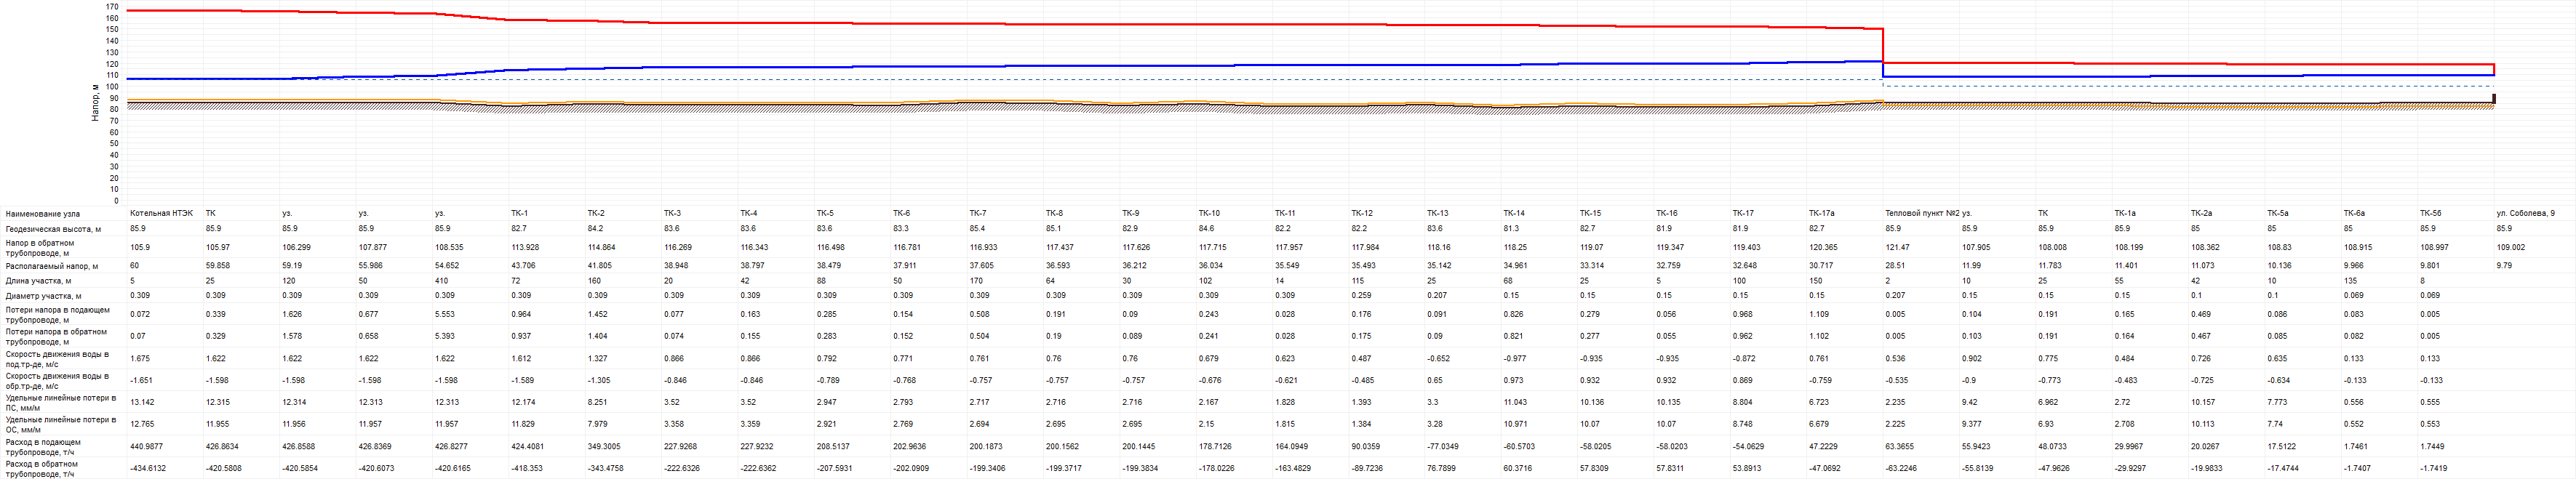 170
160
150
140
130
120
110
100
90
80
70
60
50
40
30
20
10
0
Напор, м
Наименование узла Котельная НТЭК ТК уз. уз. уз. ТК-1 ТК-2 ТК-3 ТК-4 ТК-5 ТК-6 ТК-7 ТК-8 ТК-9 ТК-10 ТК-11 ТК-12 ТК-13 ТК-14 ТК-15 ТК-16 ТК-17 ТК-17а Тепловой пункт №2 уз. ТК ТК-1а ТК-2а ТК-5а ТК-6а ТК-5б ул. Соболева, 9
Геодезическая высота, м 85.9 85.9 85.9 85.9 85.9 82.7 84.2 83.6 83.6 83.6 83.3 85.4 85.1 82.9 84.6 82.2 82.2 83.6 81.3 82.7 81.9 81.9 82.7 85.9 85.9 85.9 85.9 85 85 85 85.9 85.9
Напор в обратном
трубопроводе, м 105.9 105.97 106.299 107.877 108.535 113.928 114.864 116.269 116.343 116.498 116.781 116.933 117.437 117.626 117.715 117.957 117.984 118.16 118.25 119.07 119.347 119.403 120.365 121.47 107.905 108.008 108.199 108.362 108.83 108.915 108.997 109.002
Располагаемый напор, м 60 59.858 59.19 55.986 54.652 43.706 41.805 38.948 38.797 38.479 37.911 37.605 36.593 36.212 36.034 35.549 35.493 35.142 34.961 33.314 32.759 32.648 30.717 28.51 11.99 11.783 11.401 11.073 10.136 9.966 9.801 9.79
Длина участка, м 5 25 120 50 410 72 160 20 42 88 50 170 64 30 102 14 115 25 68 25 5 100 150 2 10 25 55 42 10 135 8
Диаметр участка, м 0.309 0.309 0.309 0.309 0.309 0.309 0.309 0.309 0.309 0.309 0.309 0.309 0.309 0.309 0.309 0.309 0.259 0.207 0.15 0.15 0.15 0.15 0.15 0.207 0.15 0.15 0.15 0.1 0.1 0.069 0.069
Потери напора в подающем
трубопроводе, м 0.072 0.339 1.626 0.677 5.553 0.964 1.452 0.077 0.163 0.285 0.154 0.508 0.191 0.09 0.243 0.028 0.176 0.091 0.826 0.279 0.056 0.968 1.109 0.005 0.104 0.191 0.165 0.469 0.086 0.083 0.005
Потери напора в обратном
трубопроводе, м 0.07 0.329 1.578 0.658 5.393 0.937 1.404 0.074 0.155 0.283 0.152 0.504 0.19 0.089 0.241 0.028 0.175 0.09 0.821 0.277 0.055 0.962 1.102 0.005 0.103 0.191 0.164 0.467 0.085 0.082 0.005
Скорость движения воды в
под.тр-де, м/с 1.675 1.622 1.622 1.622 1.622 1.612 1.327 0.866 0.866 0.792 0.771 0.761 0.76 0.76 0.679 0.623 0.487 -0.652 -0.977 -0.935 -0.935 -0.872 0.761 0.536 0.902 0.775 0.484 0.726 0.635 0.133 0.133
Скорость движения воды в
обр.тр-де, м/с -1.651 -1.598 -1.598 -1.598 -1.598 -1.589 -1.305 -0.846 -0.846 -0.789 -0.768 -0.757 -0.757 -0.757 -0.676 -0.621 -0.485 0.65 0.973 0.932 0.932 0.869 -0.759 -0.535 -0.9 -0.773 -0.483 -0.725 -0.634 -0.133 -0.133
Удельные линейные потери в
ПС, мм/м 13.142 12.315 12.314 12.313 12.313 12.174 8.251 3.52 3.52 2.947 2.793 2.717 2.716 2.716 2.167 1.828 1.393 3.3 11.043 10.136 10.135 8.804 6.723 2.235 9.42 6.962 2.72 10.157 7.773 0.556 0.555
Удельные линейные потери в
ОС, мм/м 12.765 11.955 11.956 11.957 11.957 11.829 7.979 3.358 3.359 2.921 2.769 2.694 2.695 2.695 2.15 1.815 1.384 3.28 10.971 10.07 10.07 8.748 6.679 2.225 9.377 6.93 2.708 10.113 7.74 0.552 0.553
Расход в подающем
трубопроводе, т/ч 440.9877 426.8634 426.8588 426.8369 426.8277 424.4081 349.3005 227.9268 227.9232 208.5137 202.9636 200.1873 200.1562 200.1445 178.7126 164.0949 90.0359 -77.0349 -60.5703 -58.0205 -58.0203 -54.0629 47.2229 63.3655 55.9423 48.0733 29.9967 20.0267 17.5122 1.7461 1.7449
Расход в обратном
трубопроводе, т/ч -434.6132 -420.5808 -420.5854 -420.6073 -420.6165 -418.353 -343.4758 -222.6326 -222.6362 -207.5931 -202.0909 -199.3406 -199.3717 -199.3834 -178.0226 -163.4829 -89.7236 76.7899 60.3716 57.8309 57.8311 53.8913 -47.0692 -63.2246 -55.8139 -47.9626 -29.9297 -19.9833 -17.4744 -1.7407 -1.7419